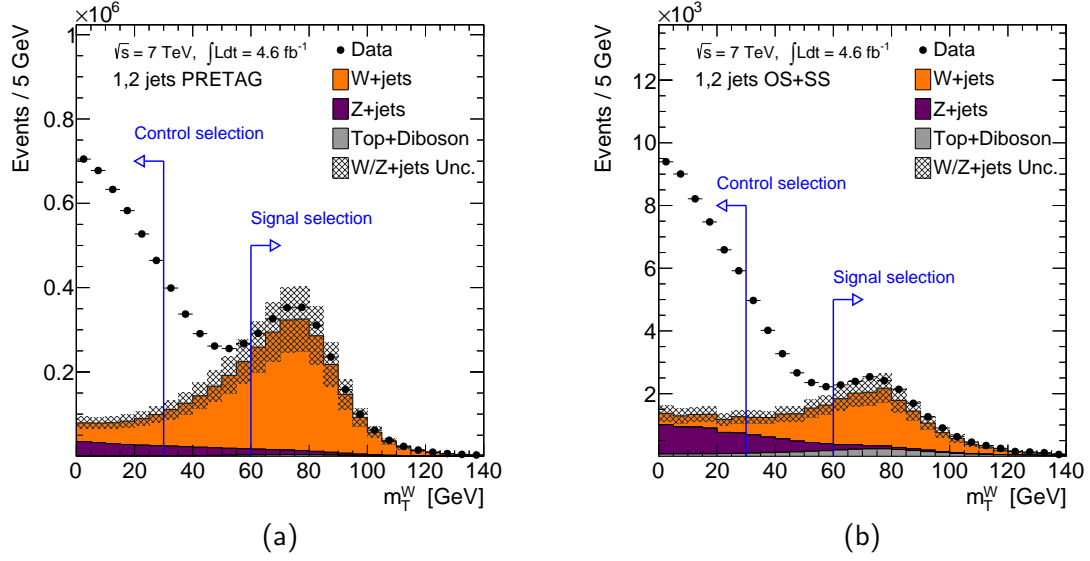 ×10⁶
Events / 5 GeV
1
0.8
0.6
0.4
0.2
√s = 7 TeV, ∫Ldt = 4.6 fb⁻¹
1,2 jets PRETAG
Data
W+jets
Z+jets
Top+Diboson
W/Z+jets Unc.
Control selection
Signal selection
0 20 40 60 80 100 120 140
m_T^W [GeV]
(a)
×10³
Events / 5 GeV
12
10
8
6
4
2
0
√s = 7 TeV, ∫Ldt = 4.6 fb⁻¹
1,2 jets OS+SS
Data
W+jets
Z+jets
Top+Diboson
W/Z+jets Unc.
Control selection
Signal selection
0 20 40 60 80 100 120 140
m_T^W [GeV]
(b)